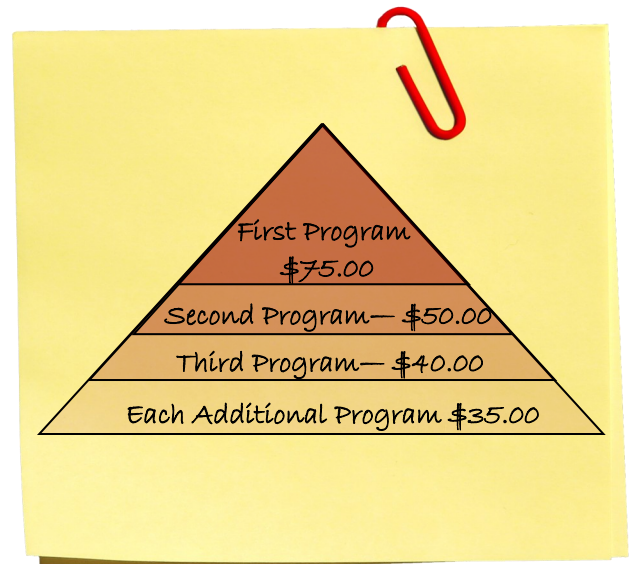 First Program
$75.00
Second Program— $50.00
Third Program— $40.00
Each Additional Program $35.00